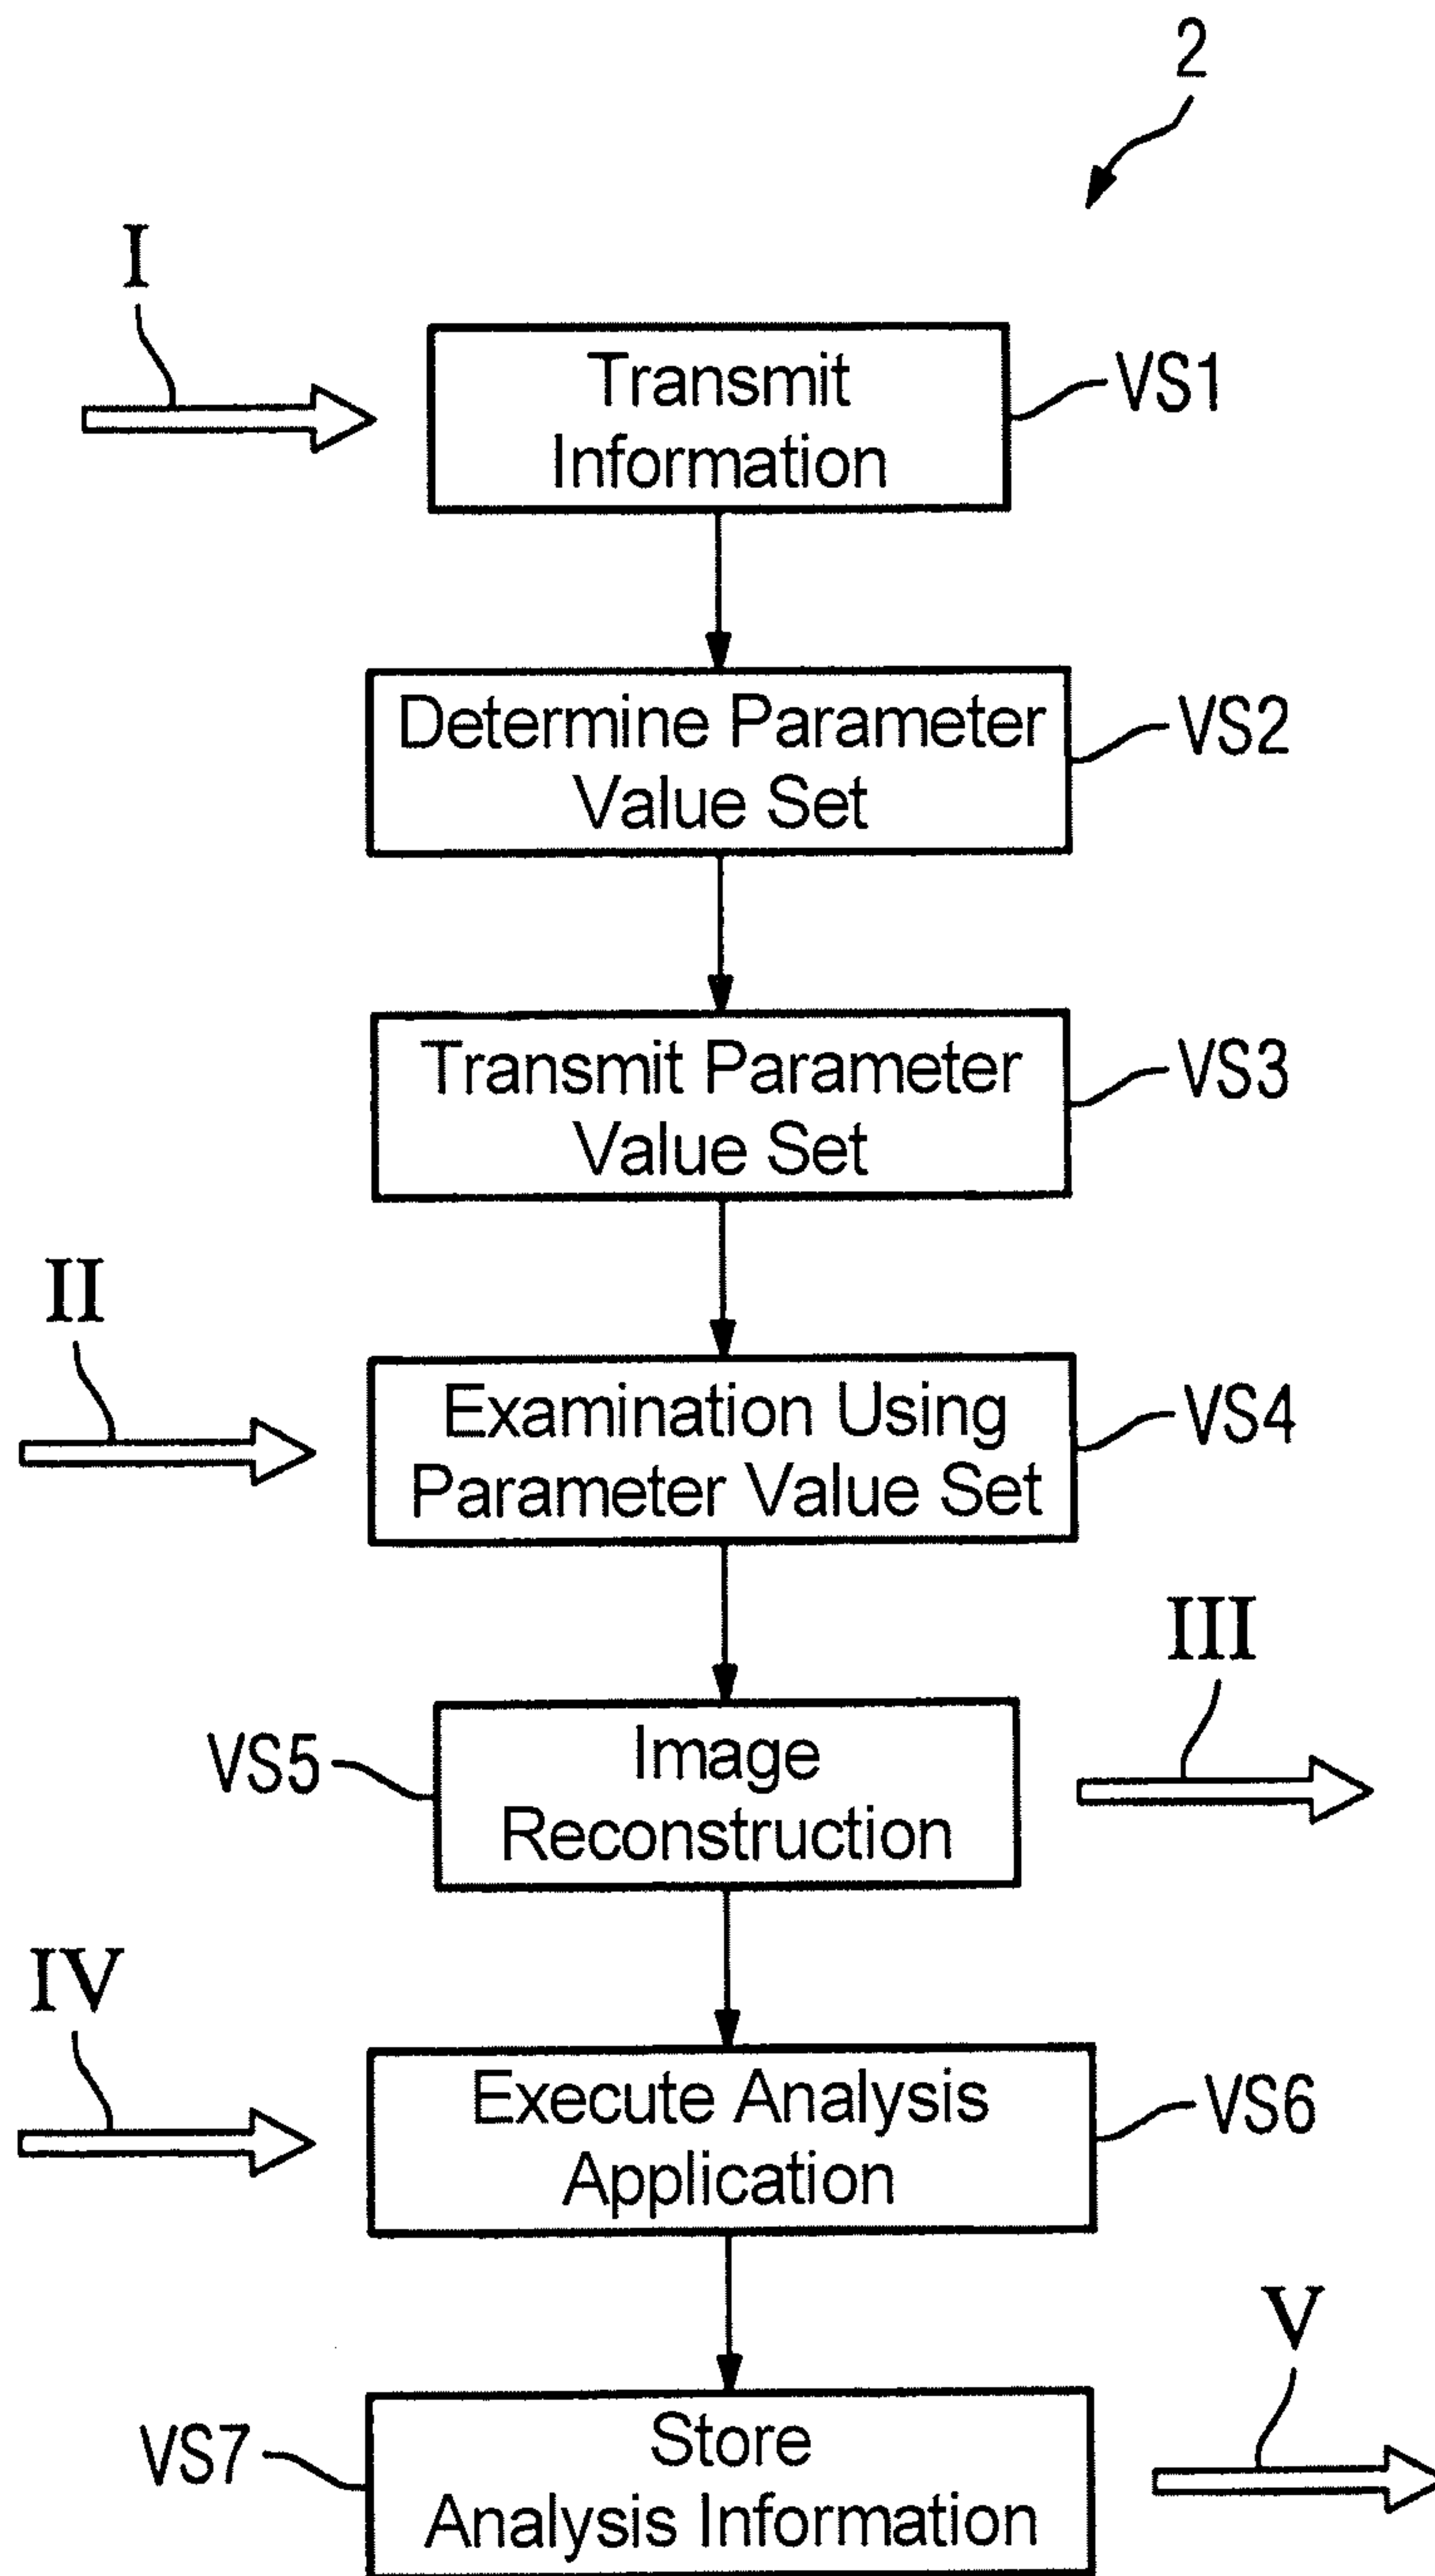 2
I
Transmit
Information
VS1
Determine Parameter
Value Set
VS2
Transmit Parameter
Value Set
VS3
II
Examination Using
Parameter Value Set
VS4
III
VS5
Image
Reconstruction
IV
Execute Analysis
Application
VS6
V
VS7
Store
Analysis Information